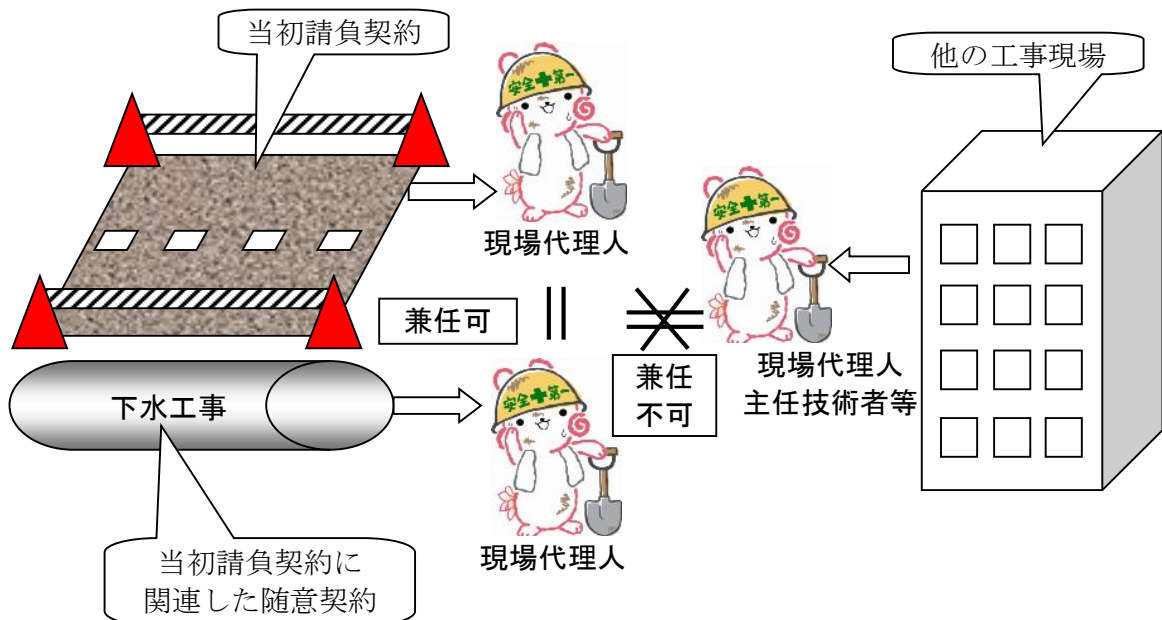 当初請負契約
他の工事現場
安全✚第一
現場代理人
安全✚第一
兼任可
兼任
不可
現場代理人
主任技術者等
下水工事
安全✚第一
現場代理人
当初請負契約に
関連した随意契約